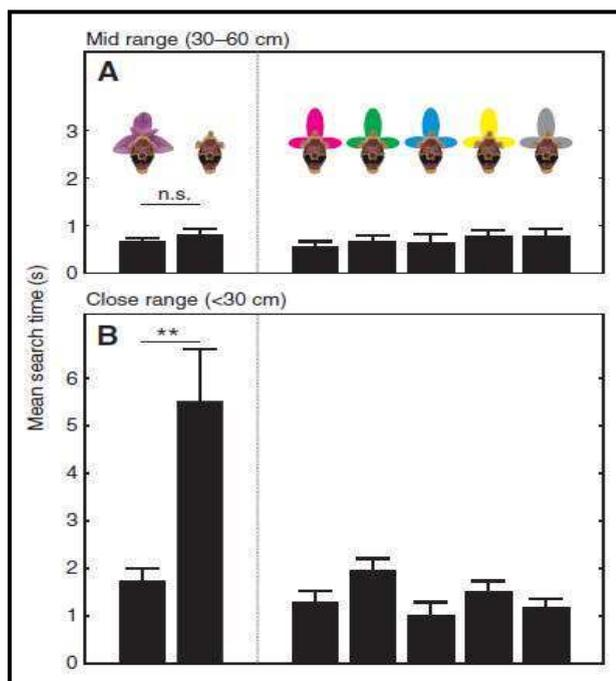 Mid range (30–60 cm)
A
3
2
n.s.
1
0
Close range (<30 cm)
B
**
6
5
4
3
2
1
0
Mean search time (s)